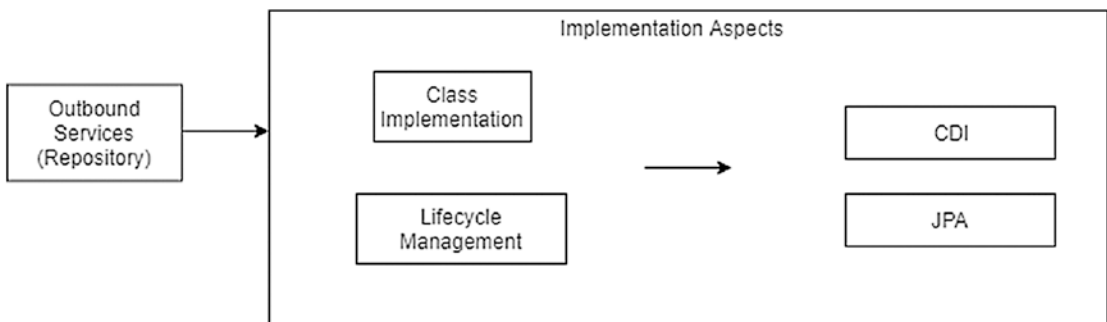 Implementation Aspects
Outbound
Services
(Repository)
Class
Implementation
Lifecycle
Management
CDI
JPA